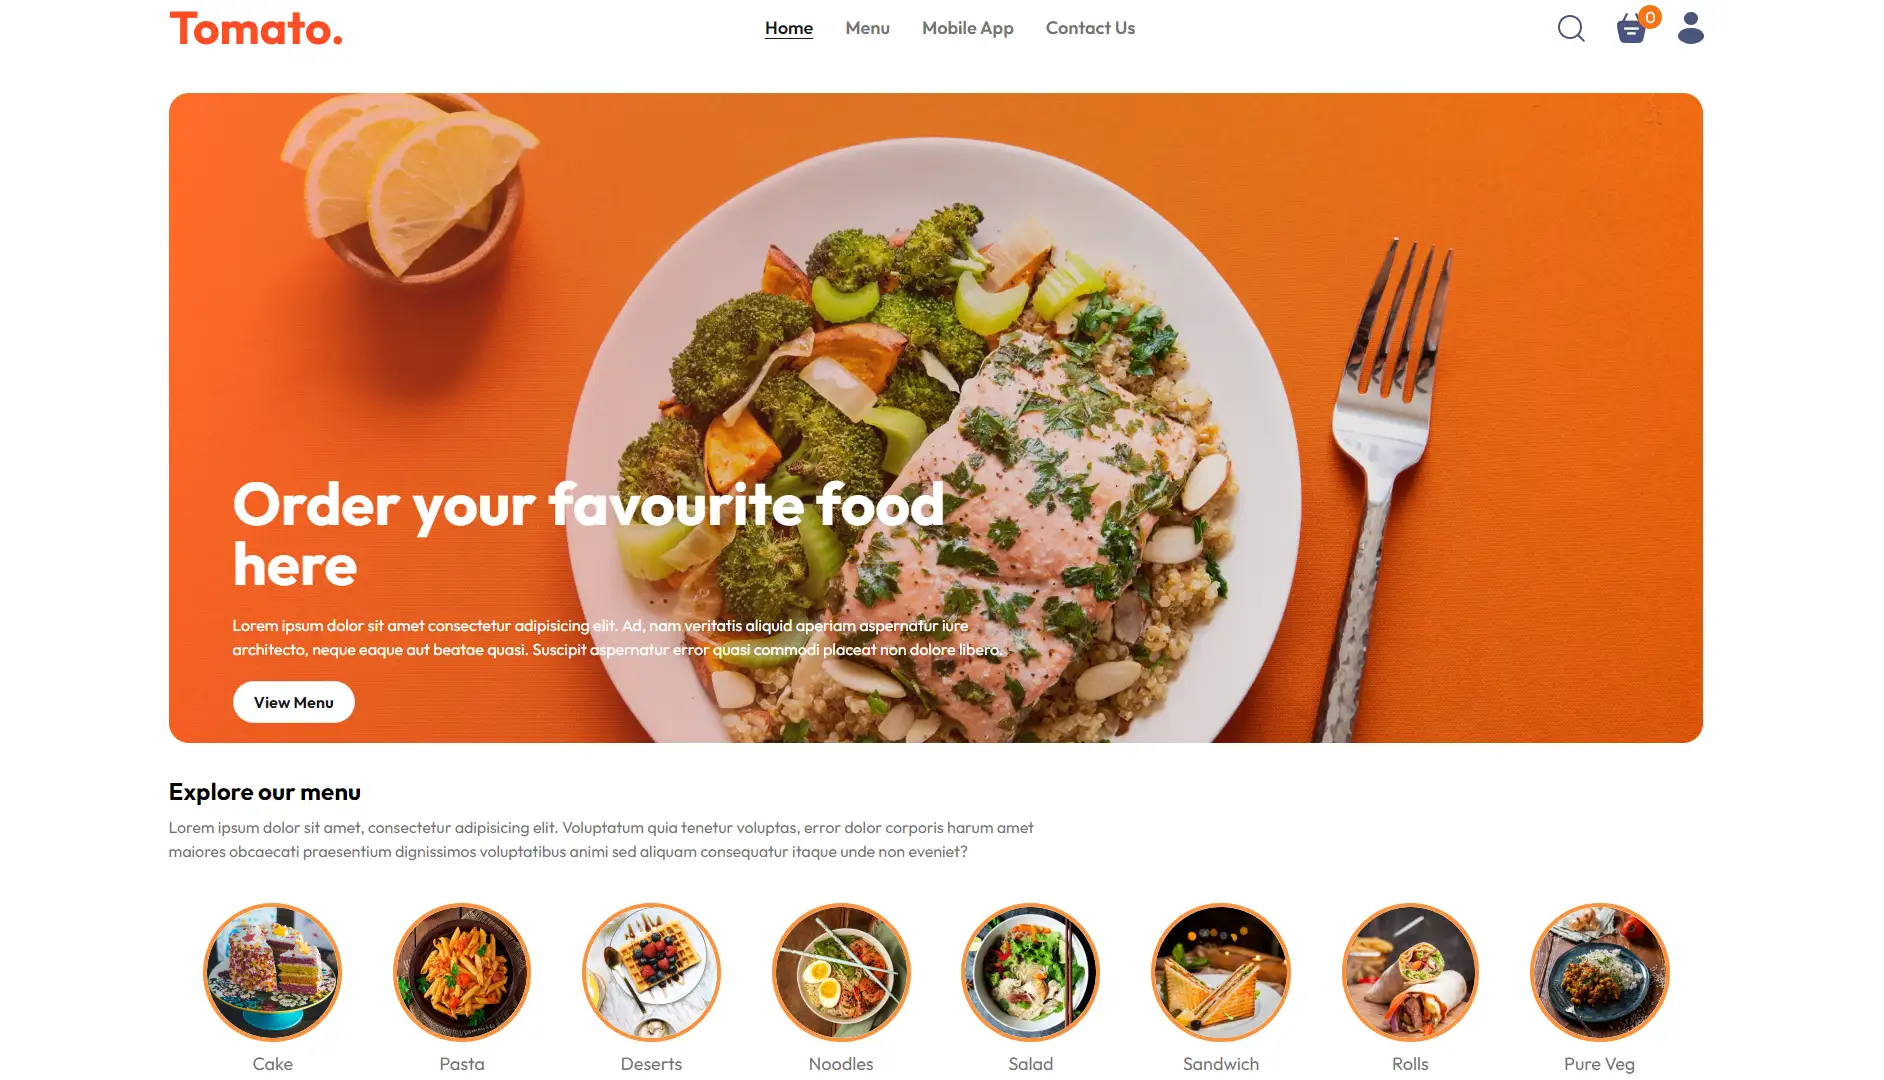 Tomato.
Home
Menu
Mobile App
Contact Us
0
Order your favourite food
here
Lorem ipsum dolor sit amet consectetur adipisicing elit. Ad, nam veritatis aliquid aperiam aspernatur iure
architecto, neque eaque aut beatae quasi. Suscipit aspernatur error quasi commodi placeat non dolore libero.
View Menu
Explore our menu
Lorem ipsum dolor sit amet, consectetur adipisicing elit. Voluptatum quia tenetur voluptas, error dolor corporis harum amet
maiores obcaecati praesentium dignissimos voluptatibus animi sed aliquam consequatur itaque unde non eveniet?
Cake
Pasta
Deserts
Noodles
Salad
Sandwich
Rolls
Pure Veg